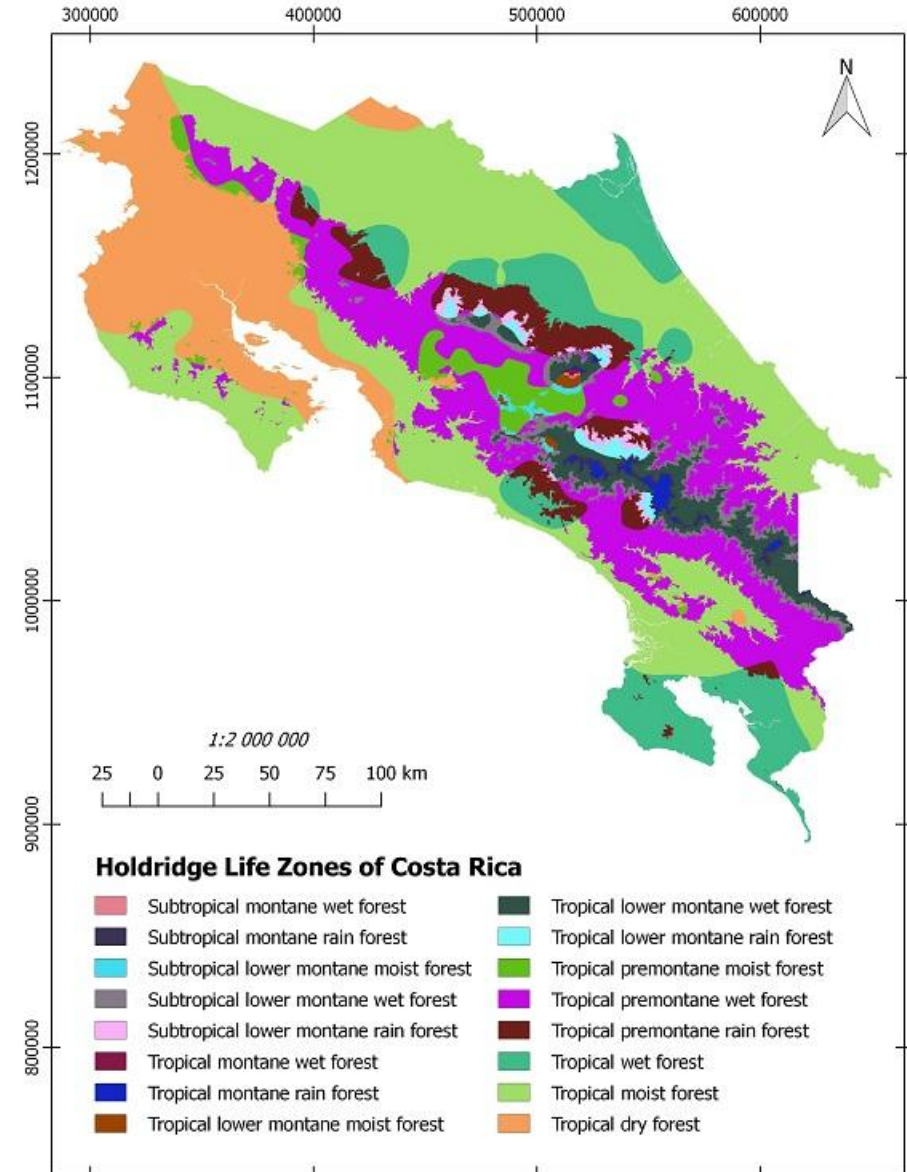 300000 400000 500000 600000
N
1200000
1100000
1000000
900000
800000
1:2 000 000
25 0 25 50 75 100 km
Holdridge Life Zones of Costa Rica
Subtropical montane wet forest
Subtropical montane rain forest
Subtropical lower montane moist forest
Subtropical lower montane wet forest
Subtropical lower montane rain forest
Tropical montane wet forest
Tropical montane rain forest
Tropical lower montane moist forest
Tropical lower montane wet forest
Tropical lower montane rain forest
Tropical premontane moist forest
Tropical premontane wet forest
Tropical premontane rain forest
Tropical wet forest
Tropical moist forest
Tropical dry forest